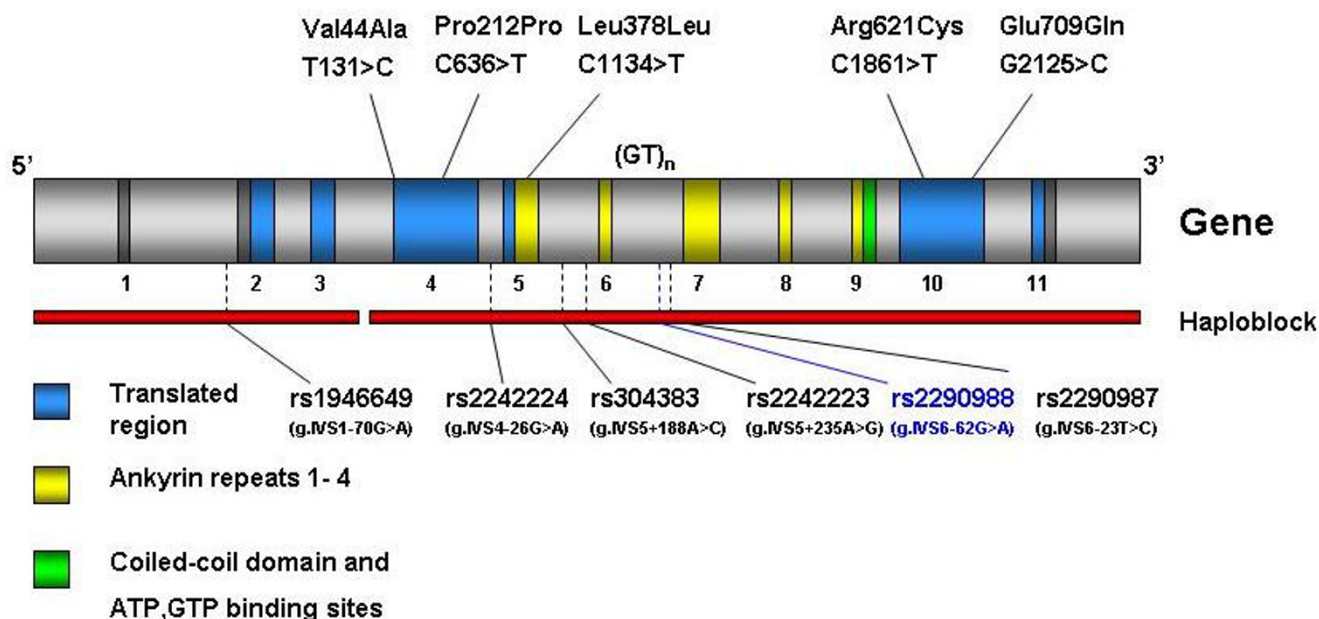 Val44Ala
T131>C
Pro212Pro
C636>T
Leu378Leu
C1134>T
Arg621Cys
C1861>T
Glu709Gln
G2125>C
5’
(GT)n
3’
Gene
1 2 3 4 5 6 7 8 9 10 11
Haploblock
rs1946649
(g.IVS1-70G>A)
rs2242224
(g.IVS4-26G>A)
rs304383
(g.IVS5+188A>C)
rs2242223
(g.IVS5+235A>G)
rs2290988
(g.IVS6-62G>A)
rs2290987
(g.IVS6-23T>C)
Translated
region
Ankyrin repeats 1- 4
Coiled-coil domain and
ATP,GTP binding sites